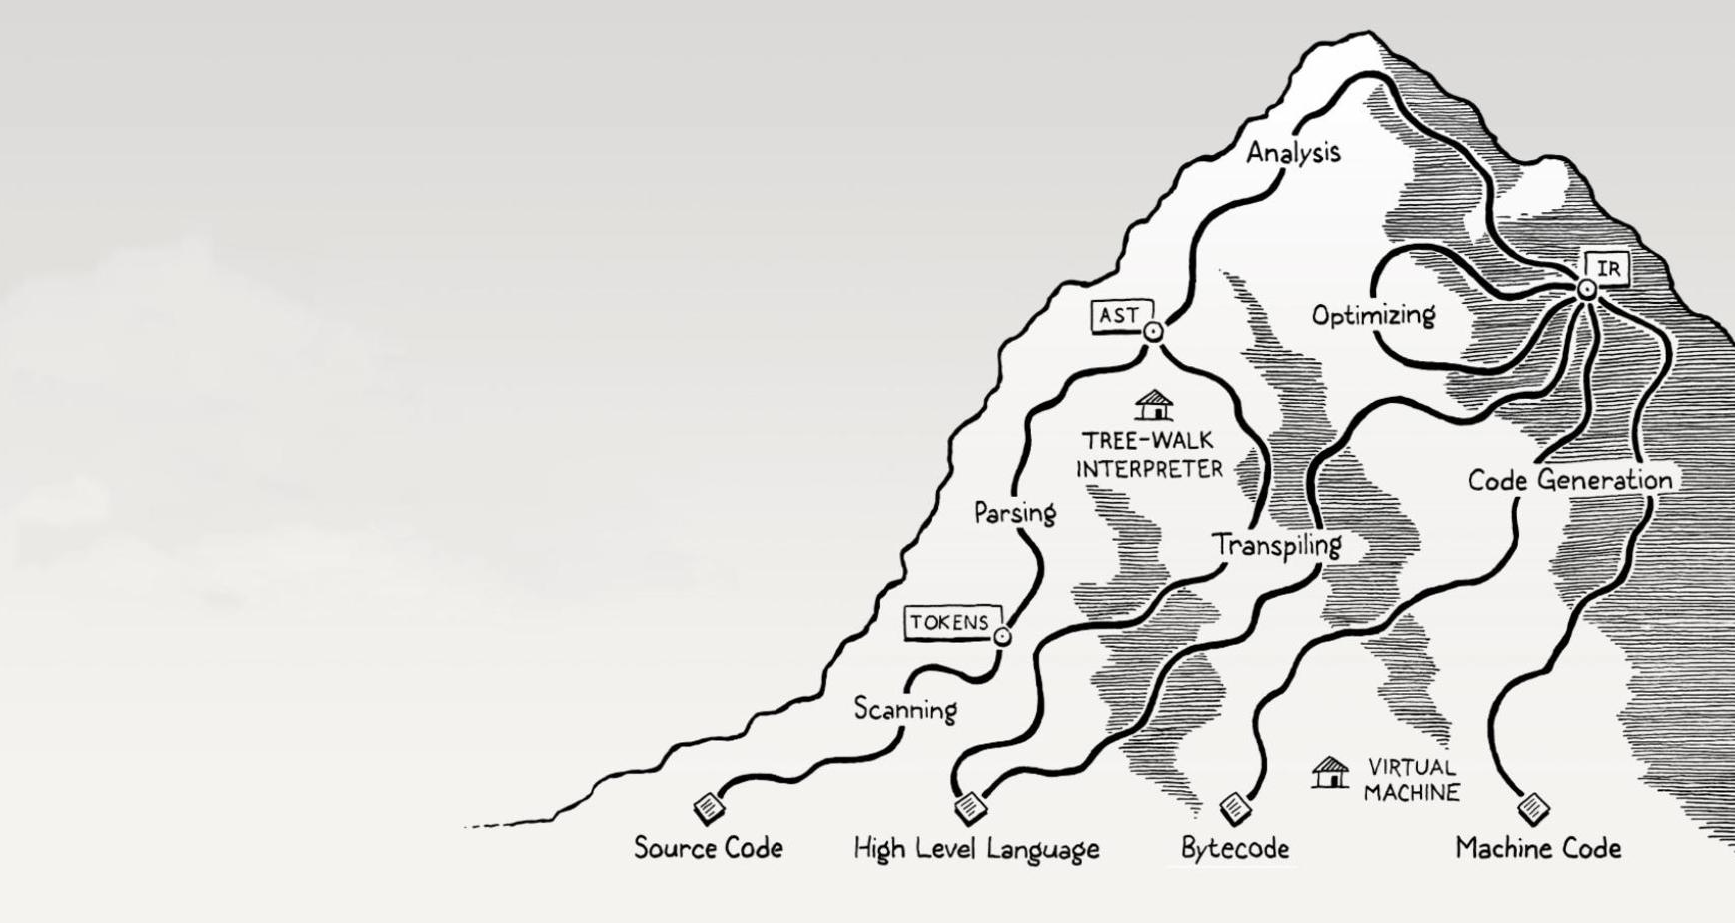 Analysis
IR
AST
Optimizing
TREE-WALK
INTERPRETER
Code Generation
Parsing
Transpiling
TOKENS
Scanning
VIRTUAL
MACHINE
Source Code
High Level Language
Bytecode
Machine Code